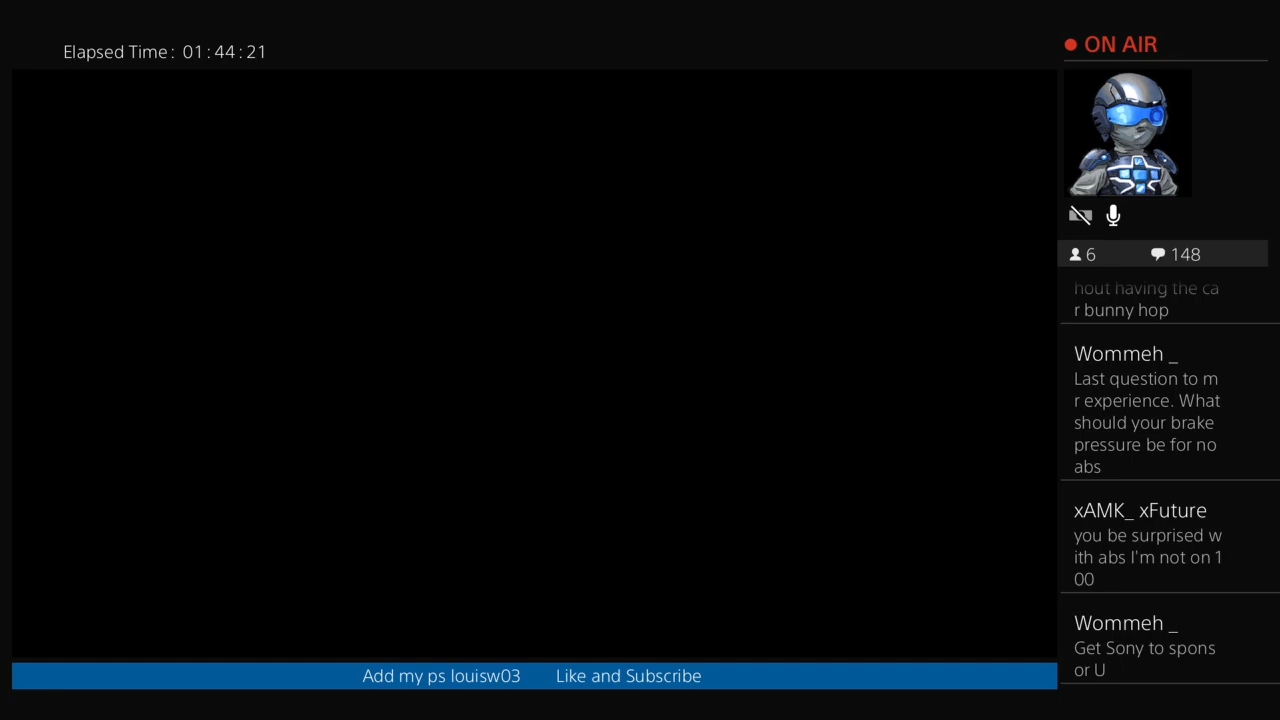 Elapsed Time: 01:44:21
ON AIR
6 148
hout having the ca
r bunny hop
Wommeh _
Last question to m
r experience. What
should your brake
pressure be for no
abs
xAMK_ xFuture
you be surprised w
ith abs I'm not on 1
00
Wommeh _
Get Sony to spons
or U
Add my ps louisw03 Like and Subscribe